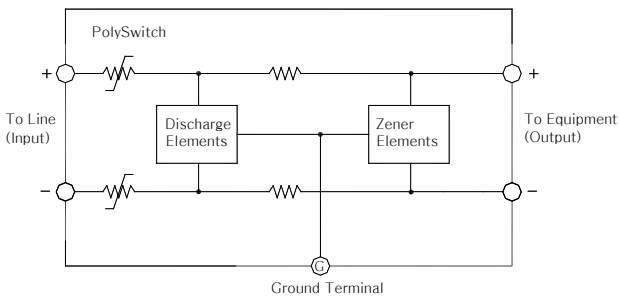 PolySwitch
+
+
To Line
(Input)
Discharge
Elements
Zener
Elements
To Equipment
(Output)
−
−
G
Ground Terminal